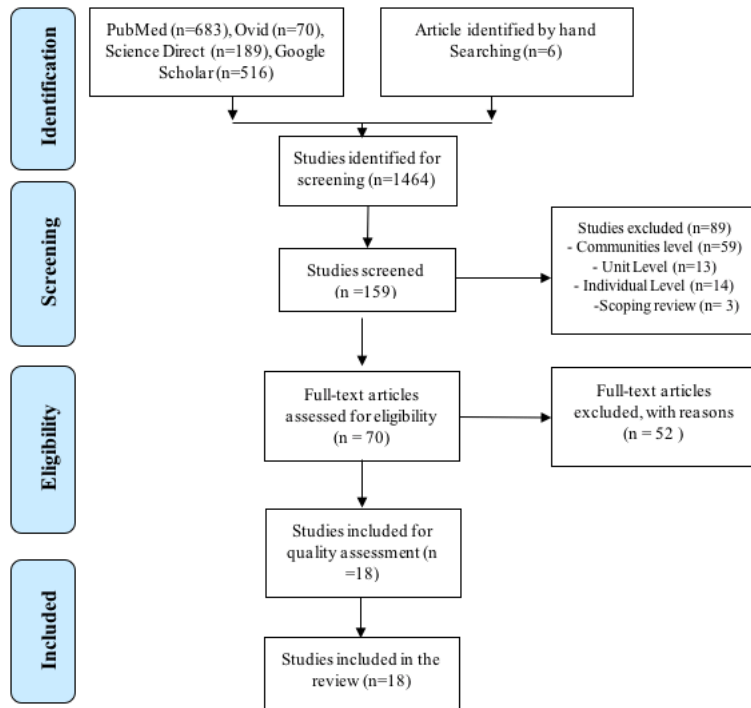 Identification
PubMed (n=683), Ovid (n=70),
Science Direct (n=189), Google
Scholar (n=516)
Article identified by hand
Searching (n=6)
Studies identified for
screening (n=1464)
Screening
Studies screened
(n =159)
Studies excluded (n=89)
- Communities level (n=59)
- Unit Level (n=13)
- Individual Level (n=14)
-Scoping review (n= 3)
Eligibility
Full-text articles
assessed for eligibility
(n = 70)
Full-text articles
excluded, with reasons
(n = 52 )
Studies included for
quality assessment (n
=18)
Included
Studies included in the
review (n=18)